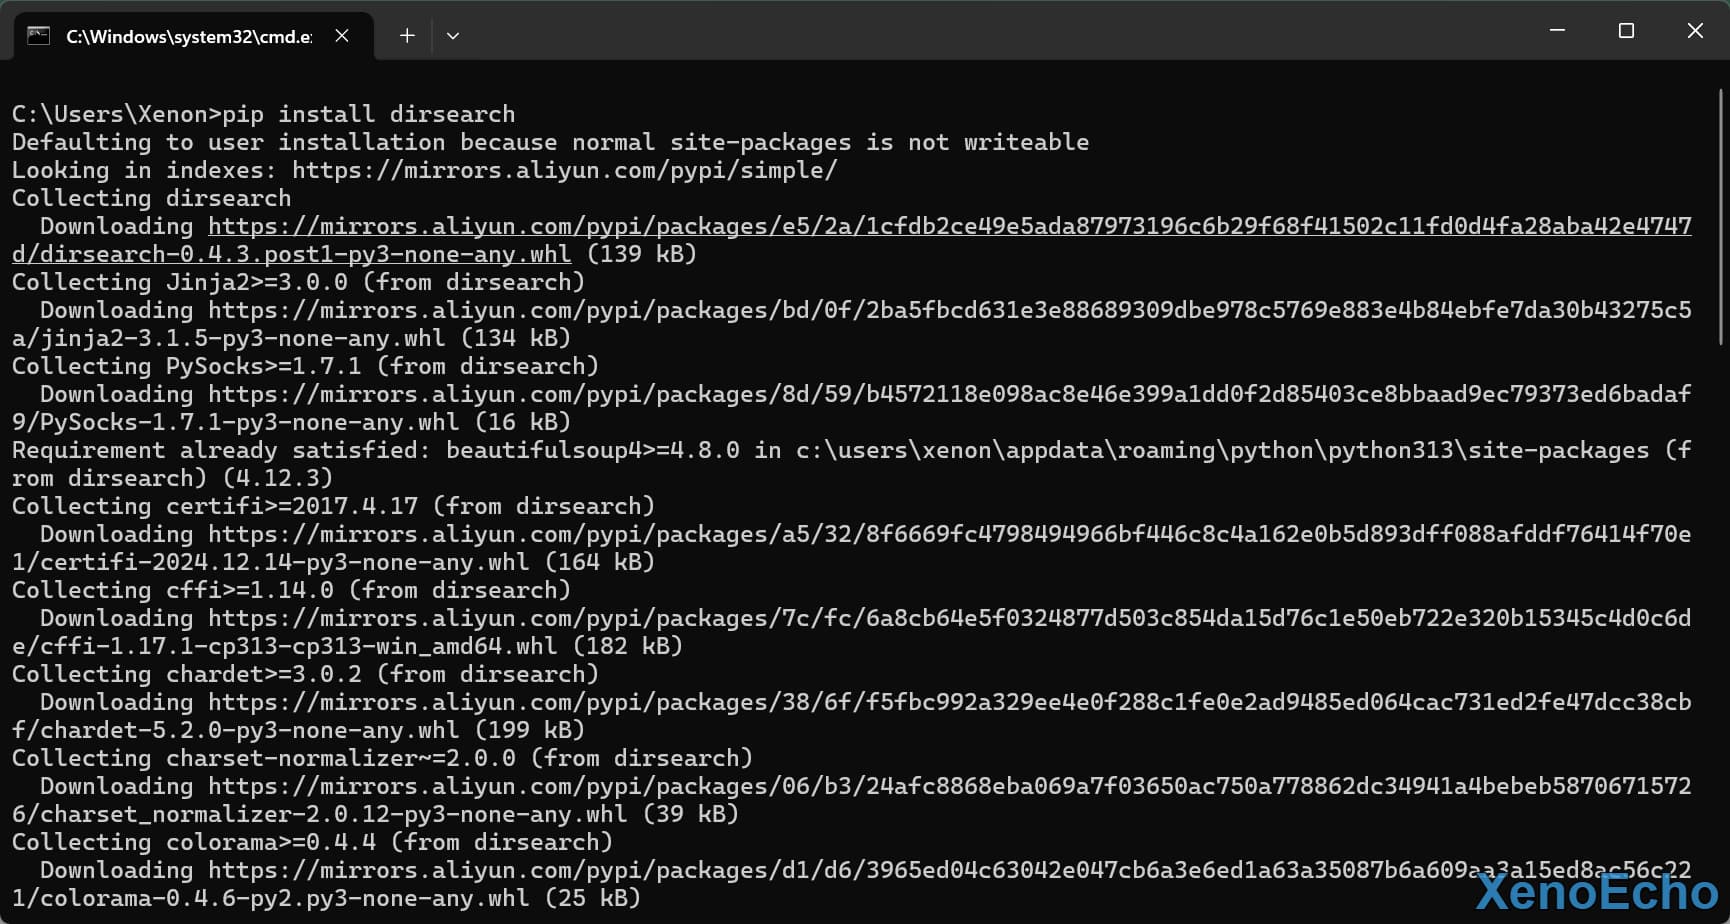 C:\Windows\system32\cmd.e
C:\Users\Xenon>pip install dirsearch
Defaulting to user installation because normal site-packages is not writeable
Looking in indexes: https://mirrors.aliyun.com/pypi/simple/
Collecting dirsearch
  Downloading https://mirrors.aliyun.com/pypi/packages/e5/2a/1cfdb2ce49e5ada87973196c6b29f68f41502c11fd0d4fa28aba42e4747
d/dirsearch-0.4.3.post1-py3-none-any.whl (139 kB)
Collecting Jinja2>=3.0.0 (from dirsearch)
  Downloading https://mirrors.aliyun.com/pypi/packages/bd/0f/2ba5fbcd631e3e88689309dbe978c5769e883e4b84ebfe7da30b43275c5
a/jinja2-3.1.5-py3-none-any.whl (134 kB)
Collecting PySocks>=1.7.1 (from dirsearch)
  Downloading https://mirrors.aliyun.com/pypi/packages/8d/59/b4572118e098ac8e46e399a1dd0f2d85403ce8bbaad9ec79373ed6badaf
9/PySocks-1.7.1-py3-none-any.whl (16 kB)
Requirement already satisfied: beautifulsoup4>=4.8.0 in c:\users\xenon\appdata\roaming\python\python313\site-packages (f
rom dirsearch) (4.12.3)
Collecting certifi>=2017.4.17 (from dirsearch)
  Downloading https://mirrors.aliyun.com/pypi/packages/a5/32/8f6669fc4798494966bf446c8c4a162e0b5d893dff088afddf76414f70e
1/certifi-2024.12.14-py3-none-any.whl (164 kB)
Collecting cffi>=1.14.0 (from dirsearch)
  Downloading https://mirrors.aliyun.com/pypi/packages/7c/fc/6a8cb64e5f0324877d503c854da15d76c1e50eb722e320b15345c4d0c6d
e/cffi-1.17.1-cp313-cp313-win_amd64.whl (182 kB)
Collecting chardet>=3.0.2 (from dirsearch)
  Downloading https://mirrors.aliyun.com/pypi/packages/38/6f/f5fbc992a329ee4e0f288c1fe0e2ad9485ed064cac731ed2fe47dcc38cb
f/chardet-5.2.0-py3-none-any.whl (199 kB)
Collecting charset-normalizer~=2.0.0 (from dirsearch)
  Downloading https://mirrors.aliyun.com/pypi/packages/06/b3/24afc8868eba069a7f03650ac750a778862dc34941a4bebeb5870671572
6/charset_normalizer-2.0.12-py3-none-any.whl (39 kB)
Collecting colorama>=0.4.4 (from dirsearch)
  Downloading https://mirrors.aliyun.com/pypi/packages/d1/d6/3965ed04c63042e047cb6a3e6ed1a63a35087b6a609aa3a15ed8ac56c22
1/colorama-0.4.6-py2.py3-none-any.whl (25 kB)
XenoEcho